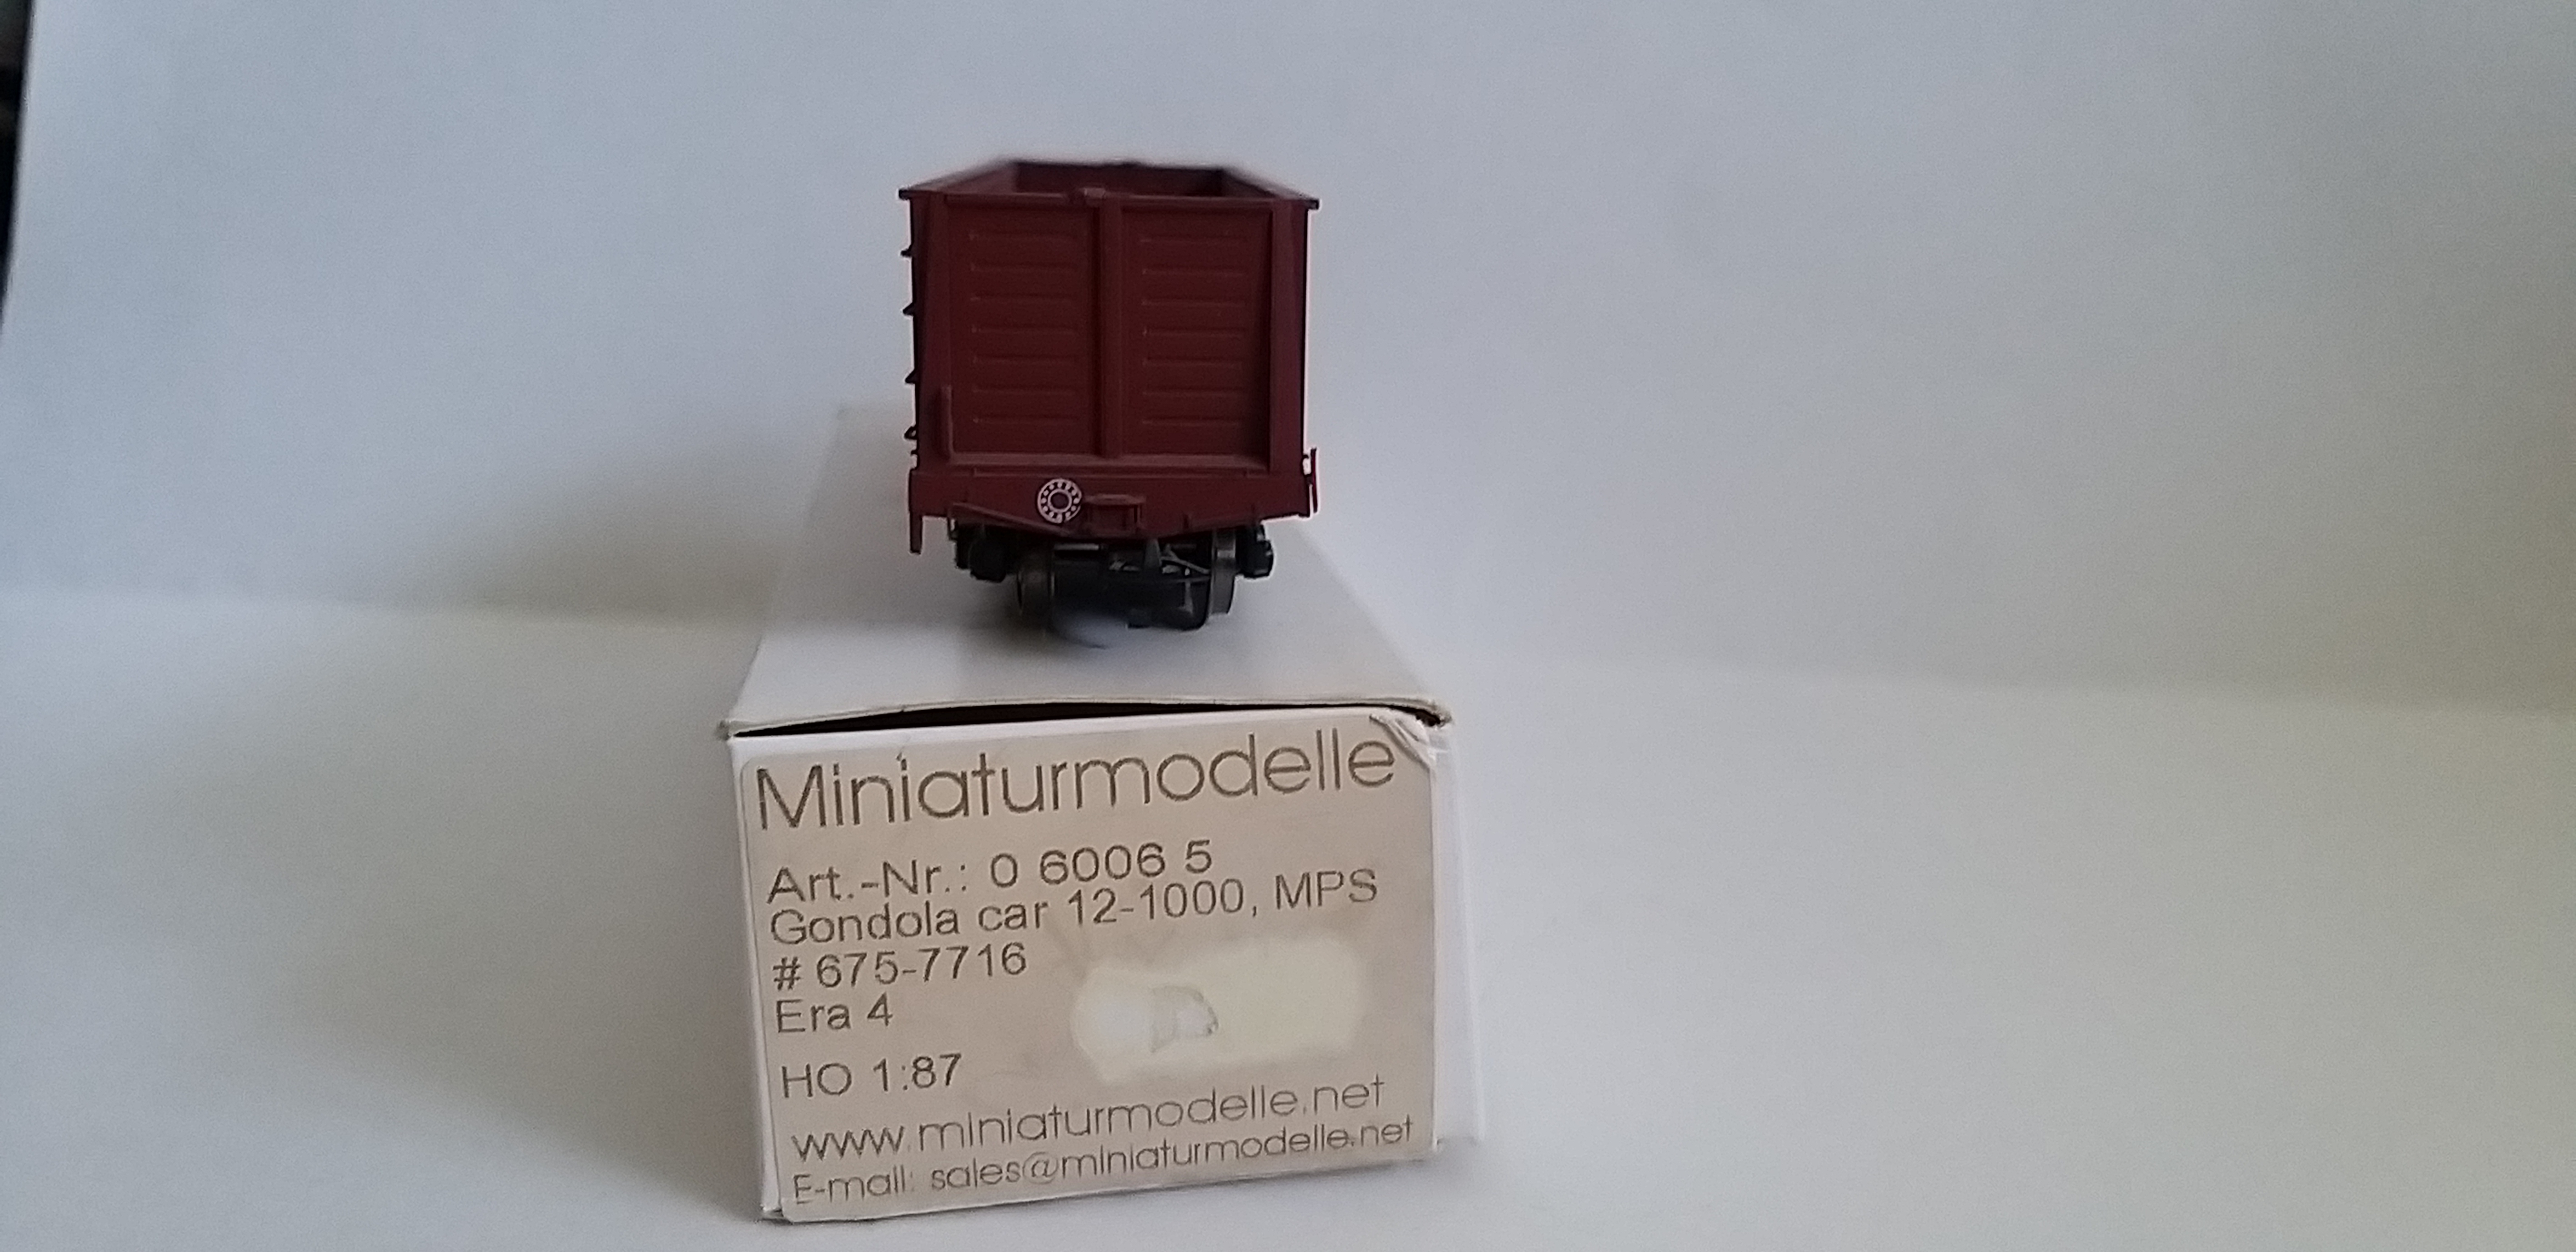 Miniaturmodelle
Art.-Nr.: 0 6006 5
Gondola car 12-1000, MPS
# 675-7716
Era 4
HO 1:87
www.miniaturmodelle.net
E-mail: sales@miniaturmodelle.net